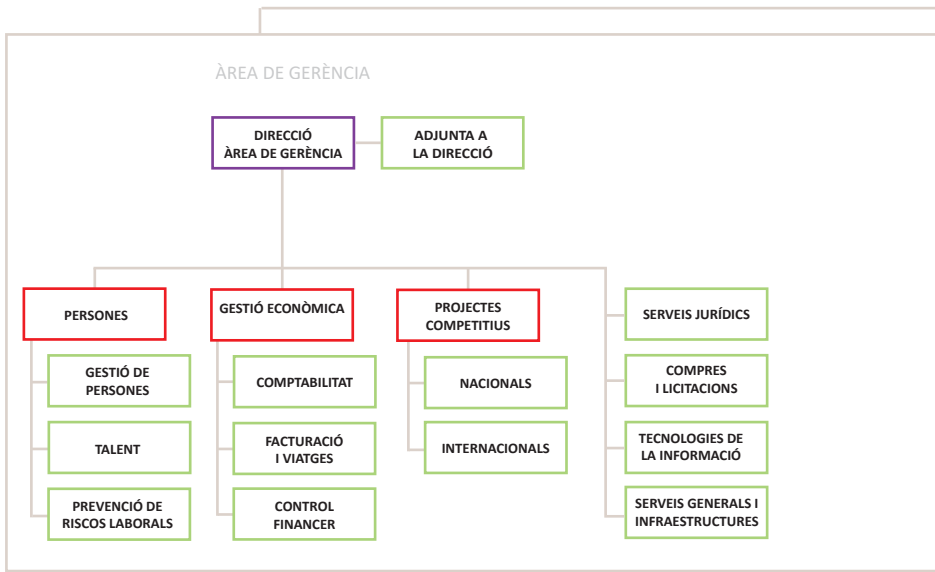 ÀREA DE GERÈNCIA
DIRECCIÓ
ÀREA DE GERÈNCIA
ADJUNTA A
LA DIRECCIÓ
PERSONES
GESTIÓ DE
PERSONES
TALENT
PREVENCIÓ DE
RISCOS LABORALS
GESTIÓ ECONÒMICA
COMPTABILITAT
FACTURACIÓ
I VIATGES
CONTROL
FINANCER
PROJECTES
COMPETITIUS
NACIONALS
INTERNACIONALS
SERVEIS JURÍDICS
COMPRES
I LICITACIONS
TECNOLOGIES DE
LA INFORMACIÓ
SERVEIS GENERALS I
INFRAESTRUCTURES